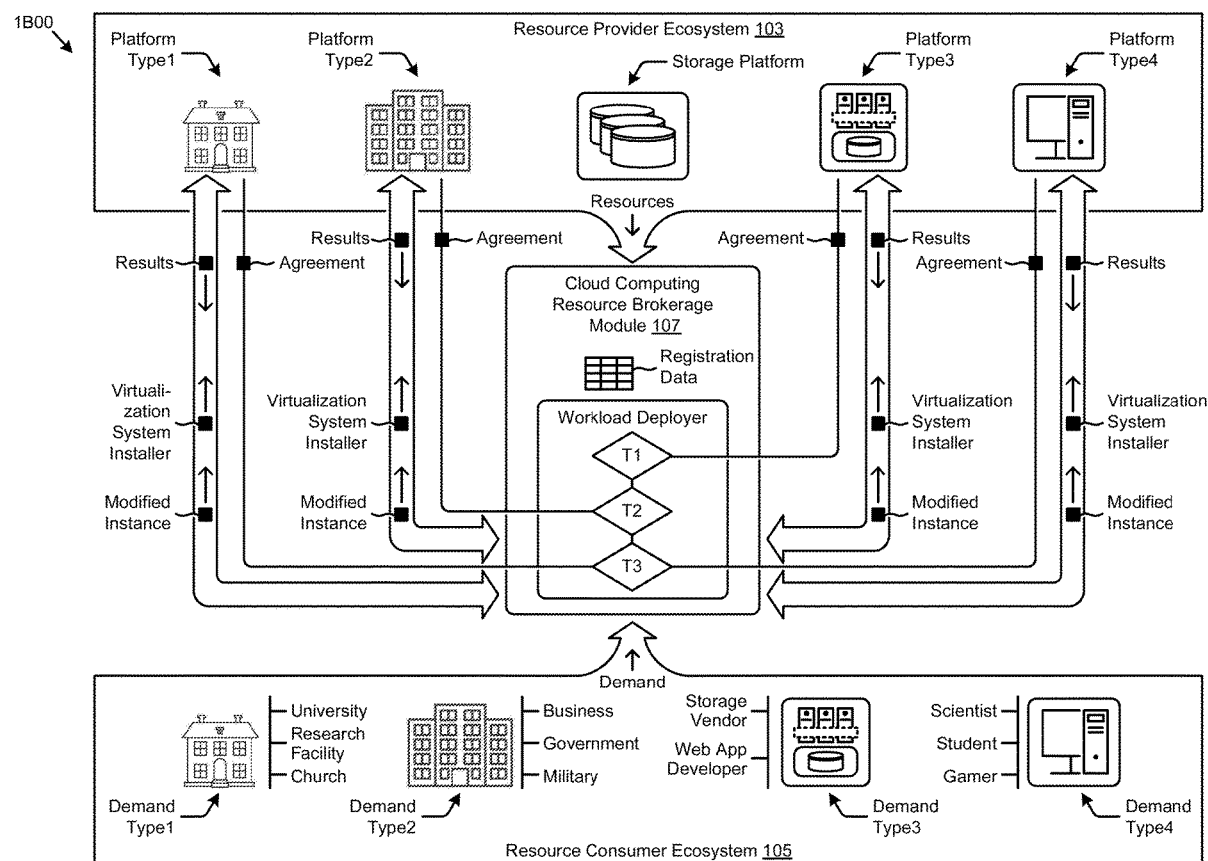 1B00
Resource Provider Ecosystem 103
Platform
Type1
Platform
Type2
Storage Platform
Platform
Type3
Platform
Type4
Resources
Results
Agreement
Results
Agreement
Agreement
Results
Agreement
Results
Cloud Computing
Resource Brokerage
Module 107
Registration
Data
Virtuali-
zation
System
Installer
Virtualization
System
Installer
Workload Deployer
Virtualization
System
Installer
Virtualization
System
Installer
T1
T2
T3
Modified
Instance
Modified
Instance
Modified
Instance
Modified
Instance
Demand
University
Research
Facility
Church
Business
Government
Military
Storage
Vendor
Web App
Developer
Scientist
Student
Gamer
Demand
Type1
Demand
Type2
Demand
Type3
Demand
Type4
Resource Consumer Ecosystem 105